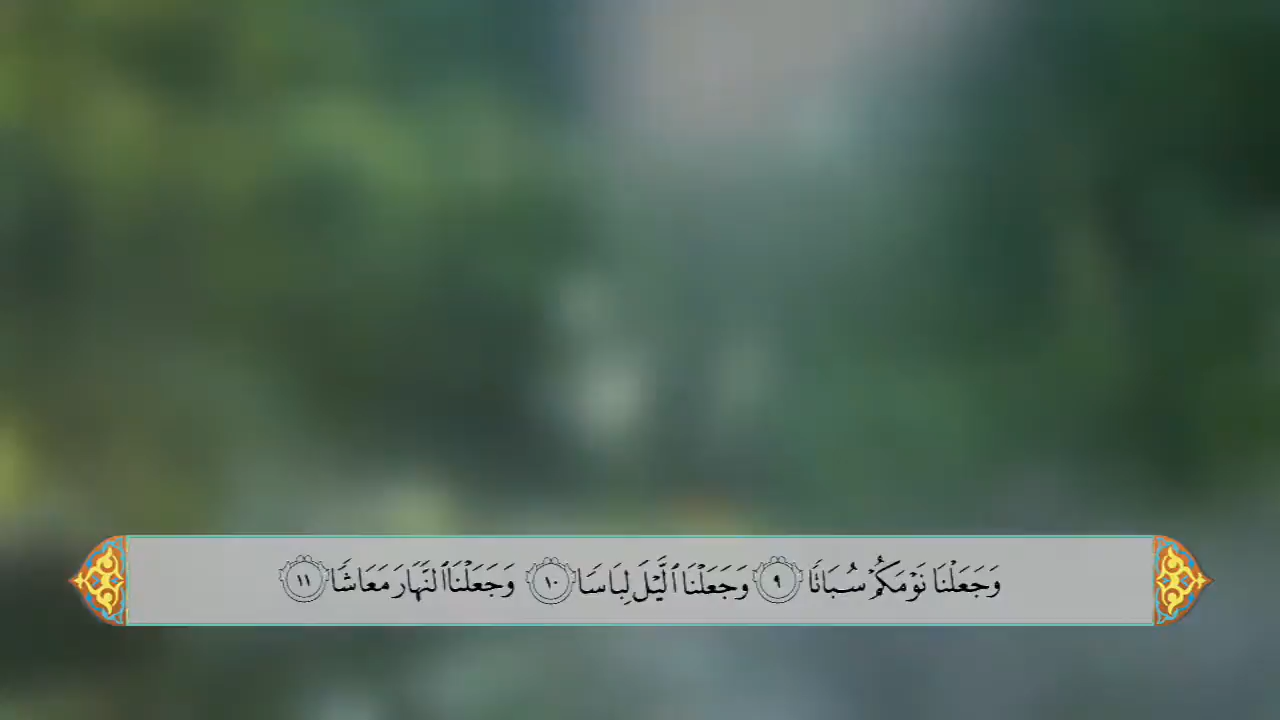 وَجَعَلْنَا نَوْمَكُمْ سُبَاتًا ٩ وَجَعَلْنَا ٱلَّيْلَ لِبَاسًا ١٠ وَجَعَلْنَا ٱلنَّهَارَ مَعَاشًا ١١